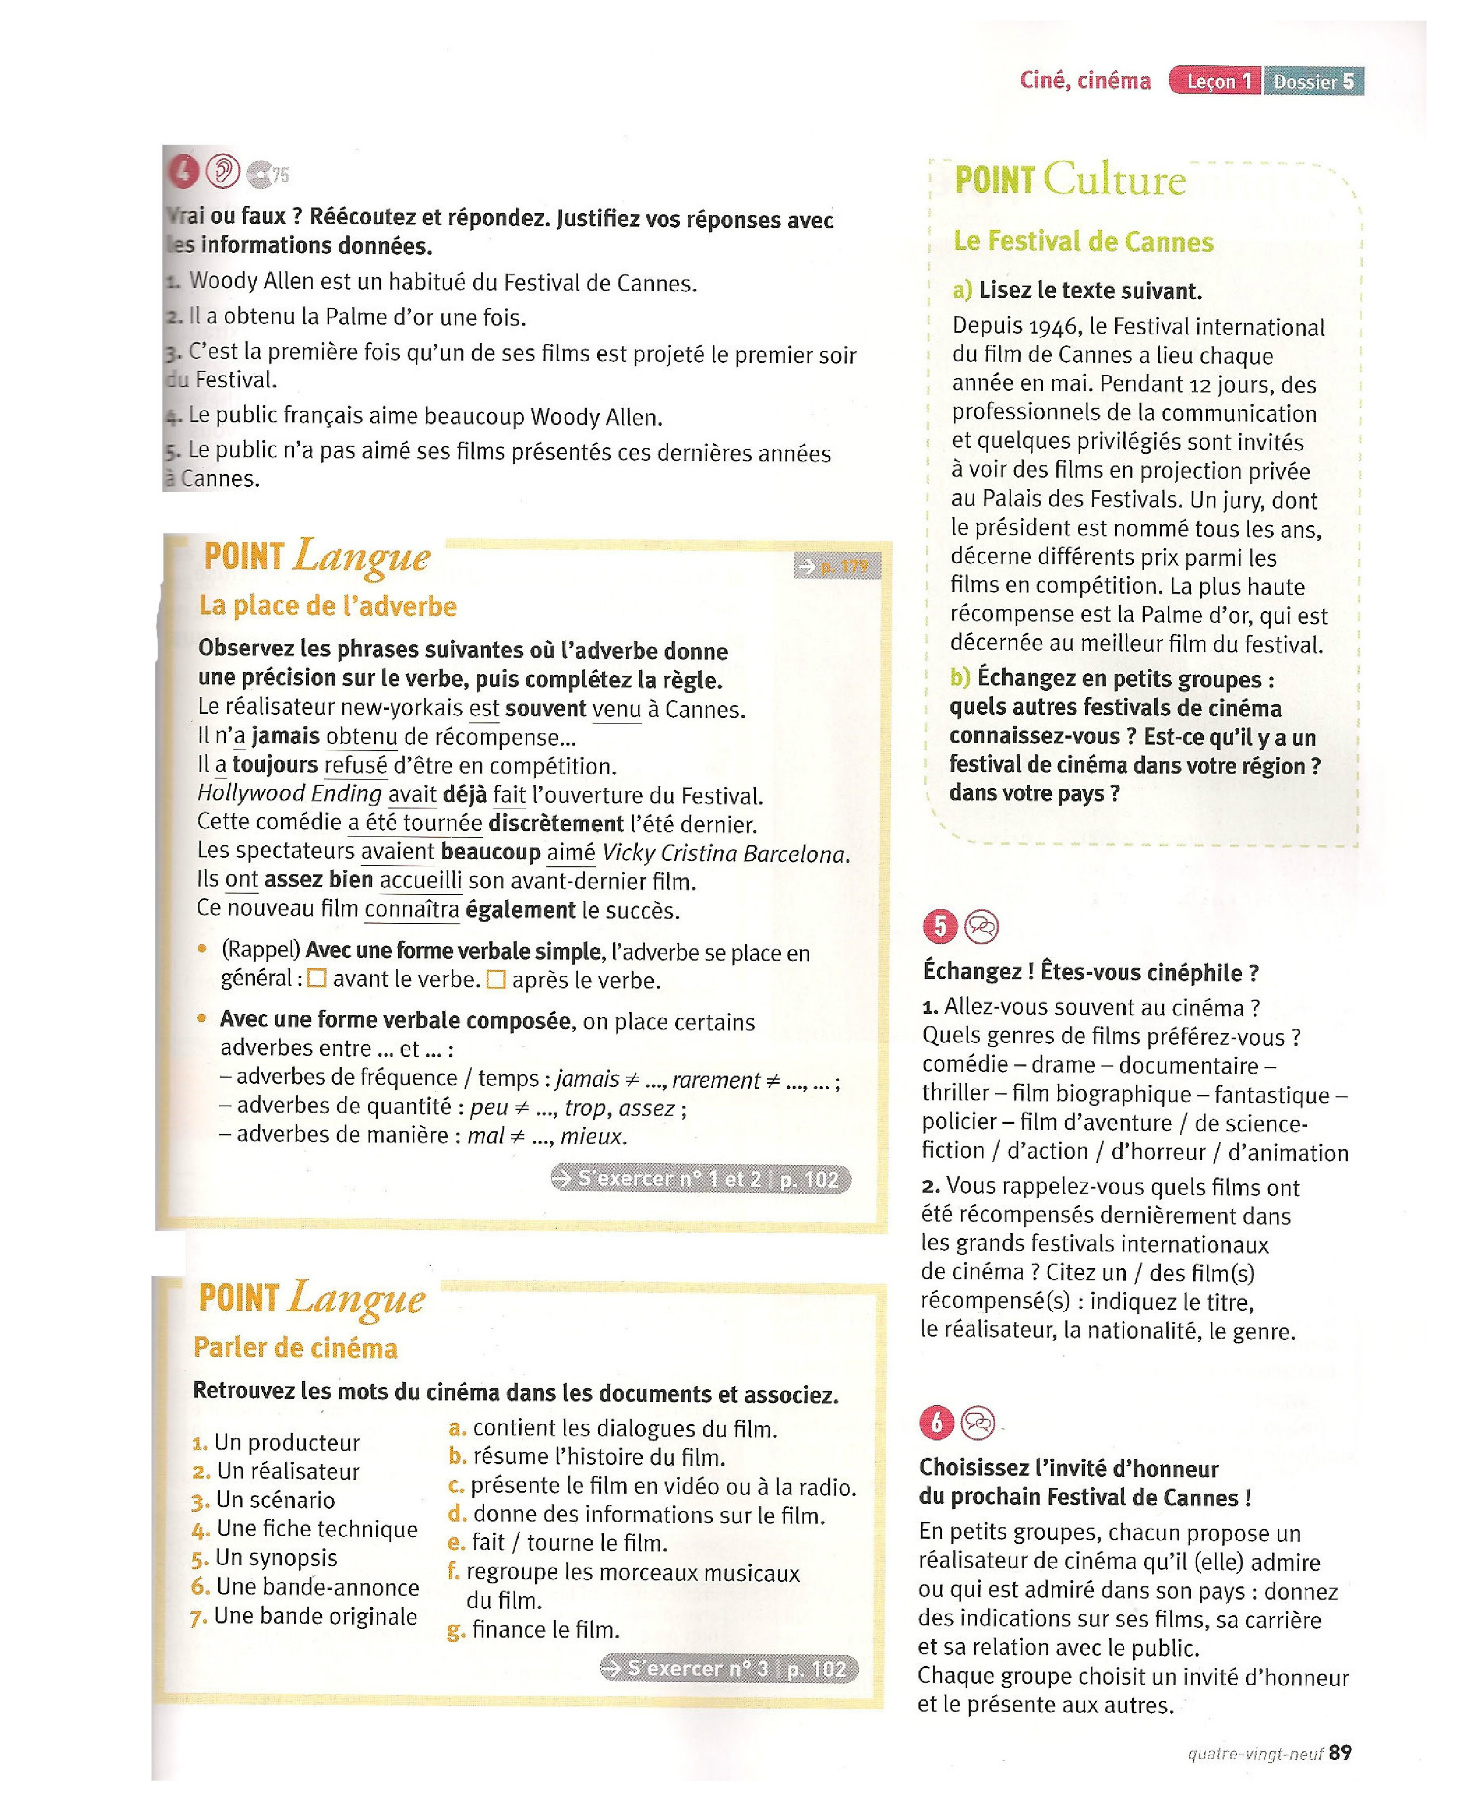 Ciné, cinéma Leçon 1 Dossier 5
4 75
Vrai ou faux ? Réécoutez et répondez. Justifiez vos réponses avec
les informations données.
1. Woody Allen est un habitué du Festival de Cannes.
2. Il a obtenu la Palme d'or une fois.
3. C'est la première fois qu'un de ses films est projeté le premier soir
du Festival.
4. Le public français aime beaucoup Woody Allen.
5. Le public n'a pas aimé ses films présentés ces dernières années
à Cannes.
POINT Langue
→ p. 179
La place de l'adverbe
Observez les phrases suivantes où l'adverbe donne
une précision sur le verbe, puis complétez la règle.
Le réalisateur new-yorkais est souvent venu à Cannes.
Il n'a jamais obtenu de récompense...
Il a toujours refusé d'être en compétition.
Hollywood Ending avait déjà fait l'ouverture du Festival.
Cette comédie a été tournée discrètement l'été dernier.
Les spectateurs avaient beaucoup aimé Vicky Cristina Barcelona.
Ils ont assez bien accueilli son avant-dernier film.
Ce nouveau film connaîtra également le succès.
• (Rappel) Avec une forme verbale simple, l'adverbe se place en
général : □ avant le verbe. □ après le verbe.
• Avec une forme verbale composée, on place certains
adverbes entre ... et ... :
– adverbes de fréquence / temps : jamais ≠ ..., rarement ≠ ..., ... ;
– adverbes de quantité : peu ≠ ..., trop, assez ;
– adverbes de manière : mal ≠ ..., mieux.
→ S'exercer n° 1 et 2 | p. 102
POINT Langue
Parler de cinéma
Retrouvez les mots du cinéma dans les documents et associez.
1. Un producteur
2. Un réalisateur
3. Un scénario
4. Une fiche technique
5. Un synopsis
6. Une bande-annonce
7. Une bande originale
a. contient les dialogues du film.
b. résume l'histoire du film.
c. présente le film en vidéo ou à la radio.
d. donne des informations sur le film.
e. fait / tourne le film.
f. regroupe les morceaux musicaux
du film.
g. finance le film.
→ S'exercer n° 3 | p. 102
POINT Culture
Le Festival de Cannes
a) Lisez le texte suivant.
Depuis 1946, le Festival international
du film de Cannes a lieu chaque
année en mai. Pendant 12 jours, des
professionnels de la communication
et quelques privilégiés sont invités
à voir des films en projection privée
au Palais des Festivals. Un jury, dont
le président est nommé tous les ans,
décerne différents prix parmi les
films en compétition. La plus haute
récompense est la Palme d'or, qui est
décernée au meilleur film du festival.
b) Échangez en petits groupes :
quels autres festivals de cinéma
connaissez-vous ? Est-ce qu'il y a un
festival de cinéma dans votre région ?
dans votre pays ?
5
Échangez ! Êtes-vous cinéphile ?
1. Allez-vous souvent au cinéma ?
Quels genres de films préférez-vous ?
comédie – drame – documentaire –
thriller – film biographique – fantastique –
policier – film d'aventure / de science-
fiction / d'action / d'horreur / d'animation
2. Vous rappelez-vous quels films ont
été récompensés dernièrement dans
les grands festivals internationaux
de cinéma ? Citez un / des film(s)
récompensé(s) : indiquez le titre,
le réalisateur, la nationalité, le genre.
6
Choisissez l'invité d'honneur
du prochain Festival de Cannes !
En petits groupes, chacun propose un
réalisateur de cinéma qu'il (elle) admire
ou qui est admiré dans son pays : donnez
des indications sur ses films, sa carrière
et sa relation avec le public.
Chaque groupe choisit un invité d'honneur
et le présente aux autres.
quatre-vingt-neuf 89